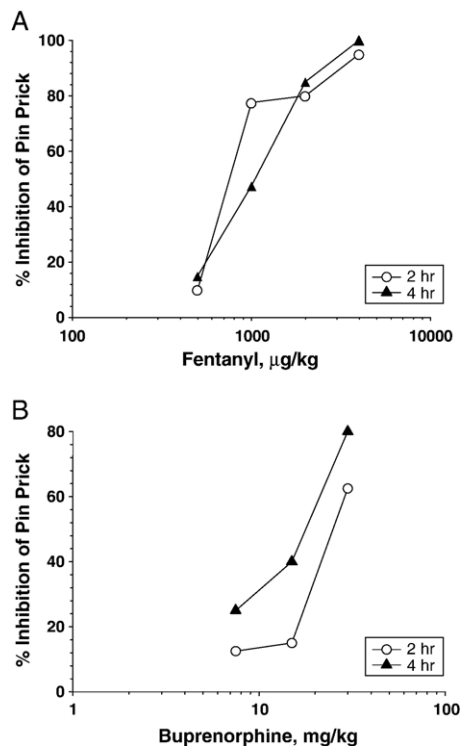 A
% Inhibition of Pin Prick
100
80
60
40
20
0
100
1000
10000
2 hr
4 hr
Fentanyl, μg/kg
B
% Inhibition of Pin Prick
80
60
40
20
0
1
10
100
2 hr
4 hr
Buprenorphine, mg/kg